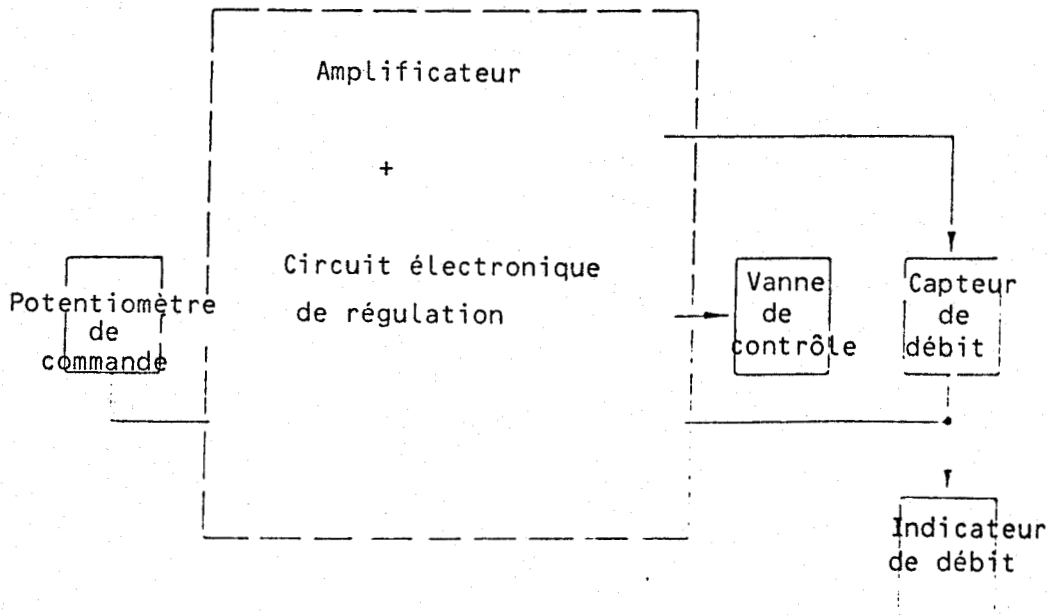 Amplificateur
+
Circuit électronique
de régulation
Potentiomètre
de
commande
Vanne
de
contrôle
Capteur
de
débit
Indicateur
de débit